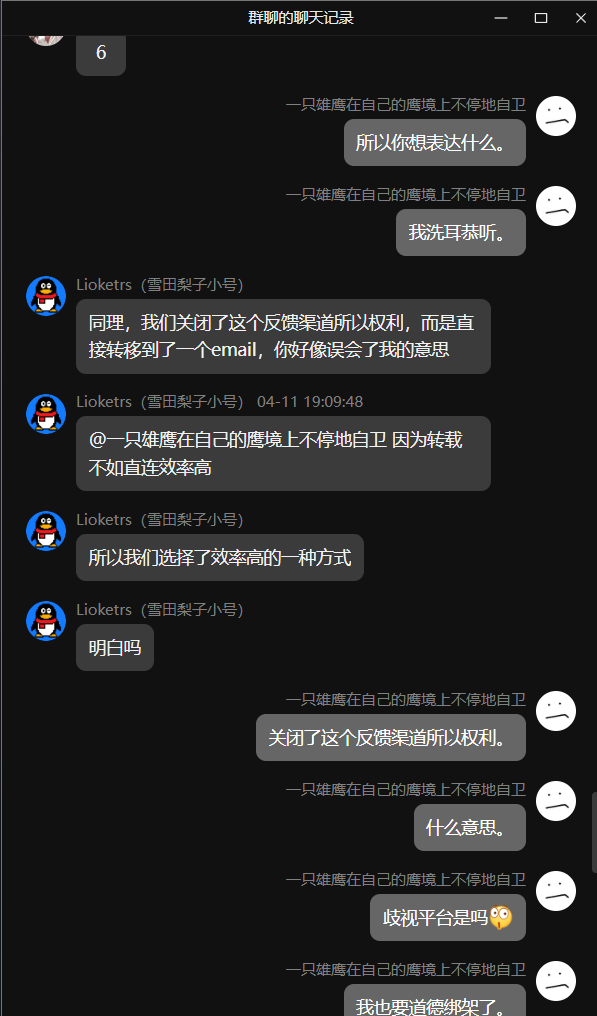 群聊的聊天记录
6
一只雄鹰在自己的鹰境上不停地自卫
所以你想表达什么。
一只雄鹰在自己的鹰境上不停地自卫
我洗耳恭听。
Lioketrs（雪田梨子小号）
同理，我们关闭了这个反馈渠道所以权利，而是直
接转移到了一个email，你好像误会了我的意思
Lioketrs（雪田梨子小号） 04-11 19:09:48
@一只雄鹰在自己的鹰境上不停地自卫 因为转载
不如直连效率高
Lioketrs（雪田梨子小号）
所以我们选择了效率高的一种方式
Lioketrs（雪田梨子小号）
明白吗
一只雄鹰在自己的鹰境上不停地自卫
关闭了这个反馈渠道所以权利。
一只雄鹰在自己的鹰境上不停地自卫
什么意思。
一只雄鹰在自己的鹰境上不停地自卫
歧视平台是吗
一只雄鹰在自己的鹰境上不停地自卫
我也要道德绑架了。